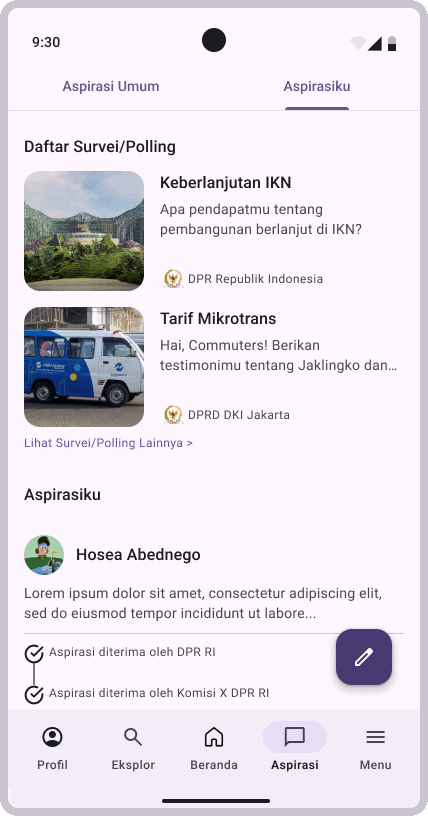 9:30
Aspirasi Umum
Aspirasiku
Daftar Survei/Polling
Keberlanjutan IKN
Apa pendapatmu tentang
pembangunan berlanjut di IKN?
DPR Republik Indonesia
Tarif Mikrotrans
Hai, Commuters! Berikan
testimonimu tentang Jaklingko dan...
DPRD DKI Jakarta
Lihat Survei/Polling Lainnya >
Aspirasiku
Hosea Abednego
Lorem ipsum dolor sit amet, consectetur adipiscing elit,
sed do eiusmod tempor incididunt ut labore...
Aspirasi diterima oleh DPR RI
Aspirasi diterima oleh Komisi X DPR RI
Profil
Eksplor
Beranda
Aspirasi
Menu